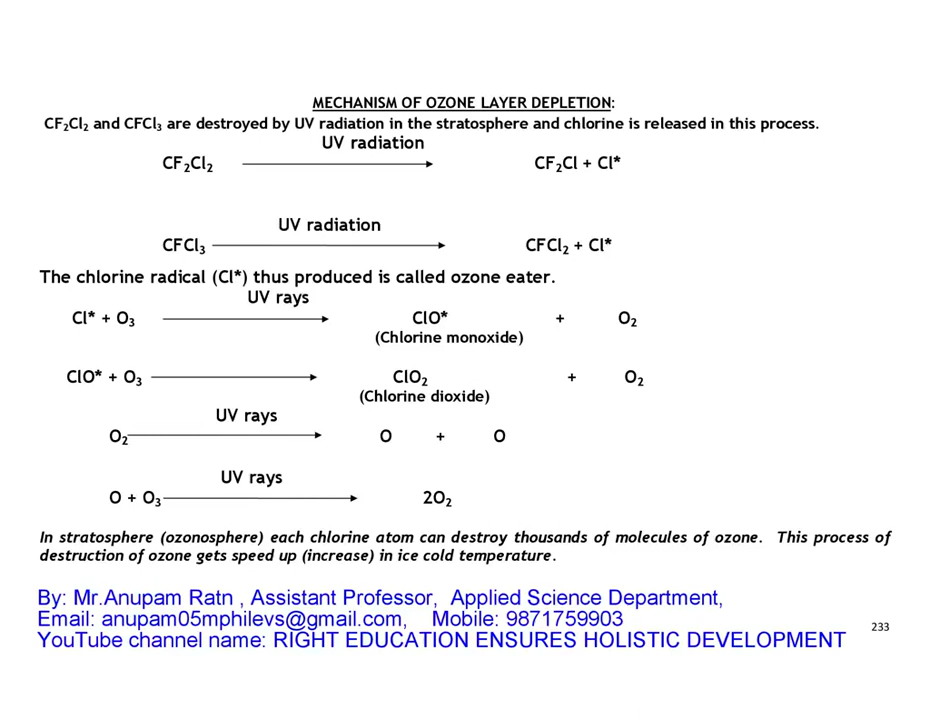 MECHANISM OF OZONE LAYER DEPLETION:
CF₂Cl₂ and CFCl₃ are destroyed by UV radiation in the stratosphere and chlorine is released in this process.
UV radiation
CF₂Cl₂ → CF₂Cl + Cl*
UV radiation
CFCl₃ → CFCl₂ + Cl*
The chlorine radical (Cl*) thus produced is called ozone eater.
UV rays
Cl* + O₃ → ClO* + O₂
(Chlorine monoxide)
ClO* + O₃ → ClO₂ + O₂
(Chlorine dioxide)
UV rays
O₂ → O + O
UV rays
O + O₃ → 2O₂
In stratosphere (ozonosphere) each chlorine atom can destroy thousands of molecules of ozone. This process of
destruction of ozone gets speed up (increase) in ice cold temperature.
By: Mr.Anupam Ratn , Assistant Professor, Applied Science Department,
Email: anupam05mphilevs@gmail.com, Mobile: 9871759903
YouTube channel name: RIGHT EDUCATION ENSURES HOLISTIC DEVELOPMENT
233